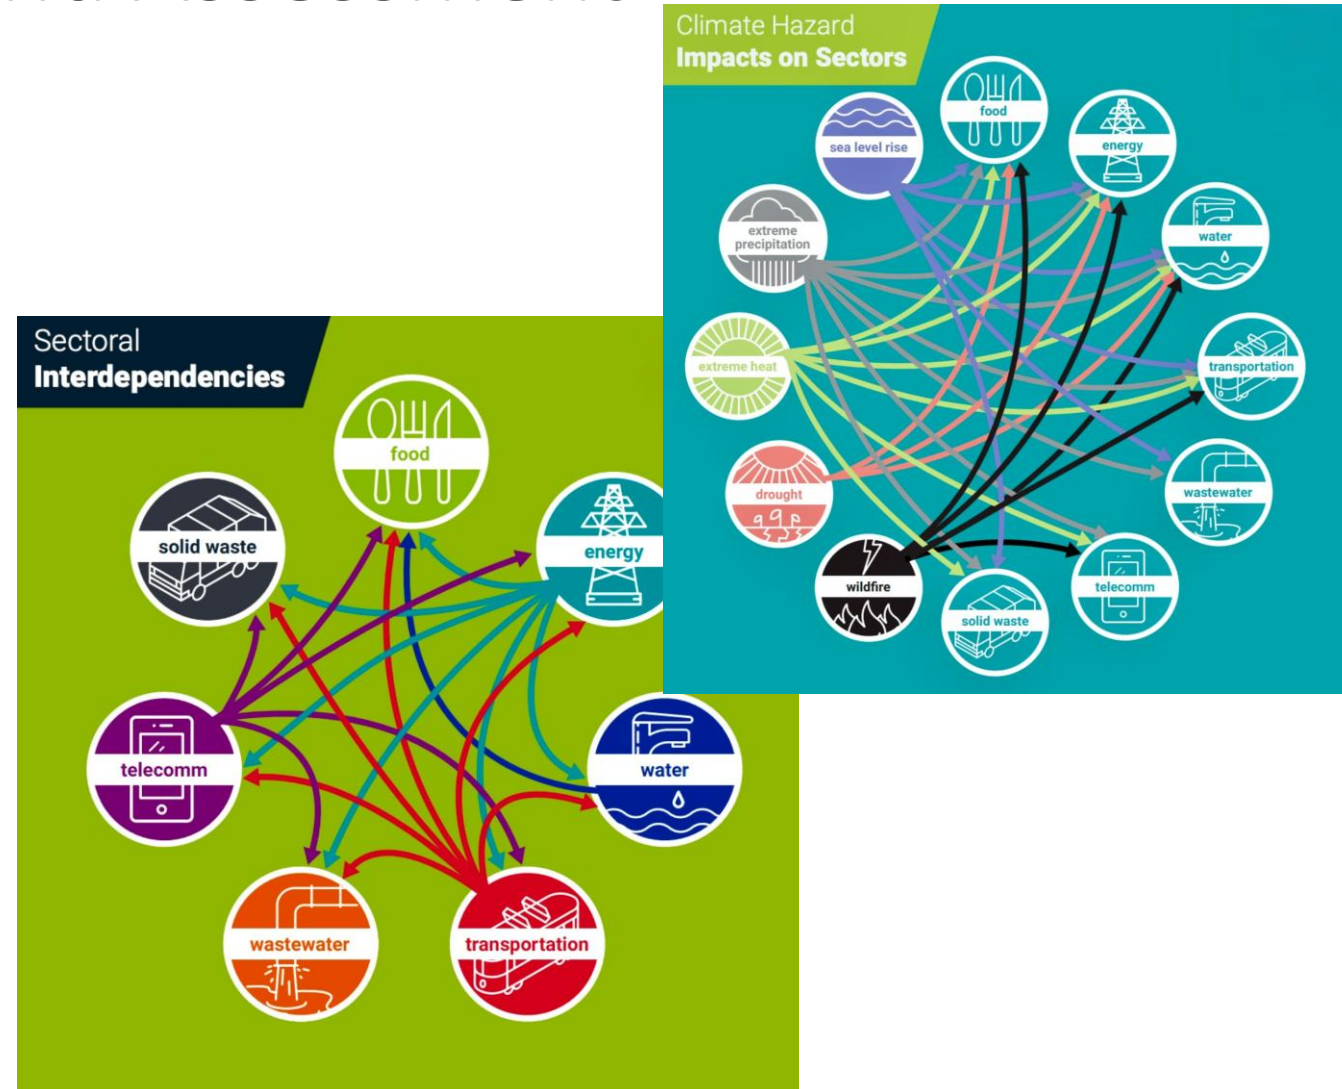 Climate Hazard
Impacts on Sectors
food
sea level rise
energy
extreme
precipitation
water
extreme heat
transportation
drought
wastewater
wildfire
telecomm
solid waste
Sectoral
Interdependencies
food
solid waste
energy
telecomm
water
wastewater
transportation